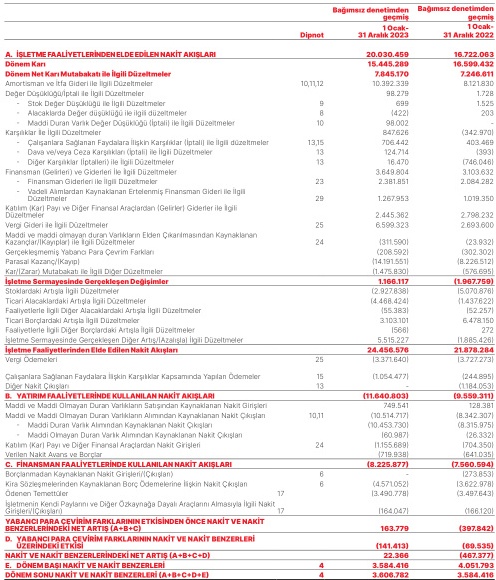 Bağımsız denetimden geçmiş Bağımsız denetimden geçmiş
Dipnot 1 Ocak- 31 Aralık 2023 1 Ocak- 31 Aralık 2022
A. İŞLETME FAALİYETLERİNDEN ELDE EDİLEN NAKİT AKIŞLARI 20.030.459 16.722.063
Dönem Karı 15.445.289 16.599.432
Dönem Net Karı Mutabakatı ile İlgili Düzeltmeler 7.845.170 7.246.611
Amortisman ve İtfa Gideri ile İlgili Düzeltmeler 10,11,12 10.392.339 8.121.830
Değer Düşüklüğü/İptali ile İlgili Düzeltmeler 98.279 1.728
- Stok Değer Düşüklüğü ile İlgili Düzeltmeler 9 699 1.525
- Alacaklarda Değer düşüklüğü ile ilgili düzeltmeler 8 (422) 203
- Maddi Duran Varlık Değer Düşüklüğü (İptali) ile İlgili Düzeltmeler 10 98.002 -
Karşılıklar İle İlgili Düzeltmeler 847.626 (342.970)
- Çalışanlara Sağlanan Faydalara İlişkin Karşılıklar (İptali) ile İlgili düzeltmeler 13,15 706.442 403.469
- Dava ve/veya Ceza Karşılıkları (İptali) ile İlgili Düzeltmeler 13 124.714 (393)
- Diğer Karşılıklar (İptalleri) ile İlgili Düzeltmeler 13 16.470 (746.046)
Finansman (Gelirleri) ve Giderleri İle İlgili Düzeltmeler 3.649.804 3.103.632
- Finansman Giderleri ile İlgili Düzeltmeler 23 2.381.851 2.084.282
- Vadeli Alımlardan Kaynaklanan Ertelenmiş Finansman Gideri ile İlgili
Düzeltmeler 29 1.267.953 1.019.350
Katılım (Kar) Payı ve Diğer Finansal Araçlardan (Gelirler) Giderler ile İlgili
Düzeltmeler 2.445.362 2.798.232
Vergi Gideri ile İlgili Düzeltmeler 25 6.599.323 2.693.600
Maddi ve maddi olmayan duran Varlıkların Elden Çıkarılmasından Kaynaklanan
Kazançlar/(Kayıplar) ile İlgili Düzeltmeler 24 (311.590) (23.932)
Gerçekleşmemiş Yabancı Para Çevrim Farkları (208.592) (302.302)
Parasal Kazanç/(Kayıp) (14.191.551) (8.226.512)
Kar/(Zarar) Mutabakatı ile İlgili Diğer Düzeltmeler (1.475.830) (576.695)
İşletme Sermayesinde Gerçekleşen Değişimler 1.166.117 (1.967.759)
Stoklardaki Artışla ilgili Düzeltmeler (2.927.838) (5.070.876)
Ticari Alacaklardaki Artışla İlgili Düzeltmeler (4.468.424) (1.437.622)
Faaliyetlerle İlgili Diğer Alacaklardaki Artışla ilgili Düzeltmeler (55.383) (52.257)
Ticari Borçlardaki Artışla İlgili Düzeltmeler 3.103.101 6.478.150
Faaliyetlerle İlgili Diğer Borçlardaki Artışla ilgili Düzeltmeler (566) 272
İşletme Sermayesinde Gerçekleşen Diğer Artış/(Azalışla) İlgili Düzeltmeler 5.515.227 (1.885.426)
İşletme Faaliyetlerinden Elde Edilen Nakit Akışları 24.456.576 21.878.284
Vergi Ödemeleri 25 (3.371.640) (3.727.273)
Çalışanlara Sağlanan Faydalara İlişkin Karşılıklar Kapsamında Yapılan Ödemeler 15 (1.054.477) (244.895)
Diğer Nakit Çıkışları 13 - (1.184.053)
B. YATIRIM FAALİYETLERİNDE KULLANILAN NAKİT AKIŞLARI (11.640.803) (9.559.311)
Maddi ve Maddi Olmayan Duran Varlıkların Satışından Kaynaklanan Nakit Girişleri 749.541 128.381
Maddi ve Maddi Olmayan Duran Varlıkların Alımından Kaynaklanan Nakit Çıkışları 10,11 (10.514.717) (8.342.307)
- Maddi Duran Varlık Alımından Kaynaklanan Nakit Çıkışları (10.453.730) (8.315.975)
- Maddi Olmayan Duran Varlık Alımından Kaynaklanan Nakit Çıkışları (60.987) (26.332)
Katılım (Kar) Payı ve Diğer Finansal Araçlardan Nakit Girişleri 24 (1.155.689) (704.350)
Verilen Nakit Avans ve Borçlar (719.938) (641.035)
C. FİNANSMAN FAALİYETLERİNDE KULLANILAN NAKİT AKIŞLARI (8.225.877) (7.560.594)
Borçlanmadan Kaynaklanan Nakit Girişleri/(Çıkışları) 6 - (273.853)
Kira Sözleşmelerinden Kaynaklanan Borç Ödemelerine İlişkin Nakit Çıkışları 6 (4.571.052) (3.622.978)
Ödenen Temettüler 17 (3.490.778) (3.497.643)
İşletmenin Kendi Paylarını ve Diğer Özkaynağa Dayalı Araçlarını Almasıyla İlgili Nakit
Girişleri/(Çıkışları) 17 (164.047) (166.120)
YABANCI PARA ÇEVRİM FARKLARININ ETKİSİNDEN ÖNCE NAKİT VE NAKİT
BENZERLERİNDEKİ NET ARTIŞ (A+B+C) 163.779 (397.842)
D. YABANCI PARA ÇEVRİM FARKLARININ NAKİT VE NAKİT BENZERLERİ
ÜZERİNDEKİ ETKİSİ (141.413) (69.535)
NAKİT VE NAKİT BENZERLERİNDEKİ NET ARTIŞ (A+B+C+D) 22.366 (467.377)
E. DÖNEM BAŞI NAKİT VE NAKİT BENZERLERİ 4 3.584.416 4.051.793
DÖNEM SONU NAKİT VE NAKİT BENZERLERİ (A+B+C+D+E) 4 3.606.782 3.584.416